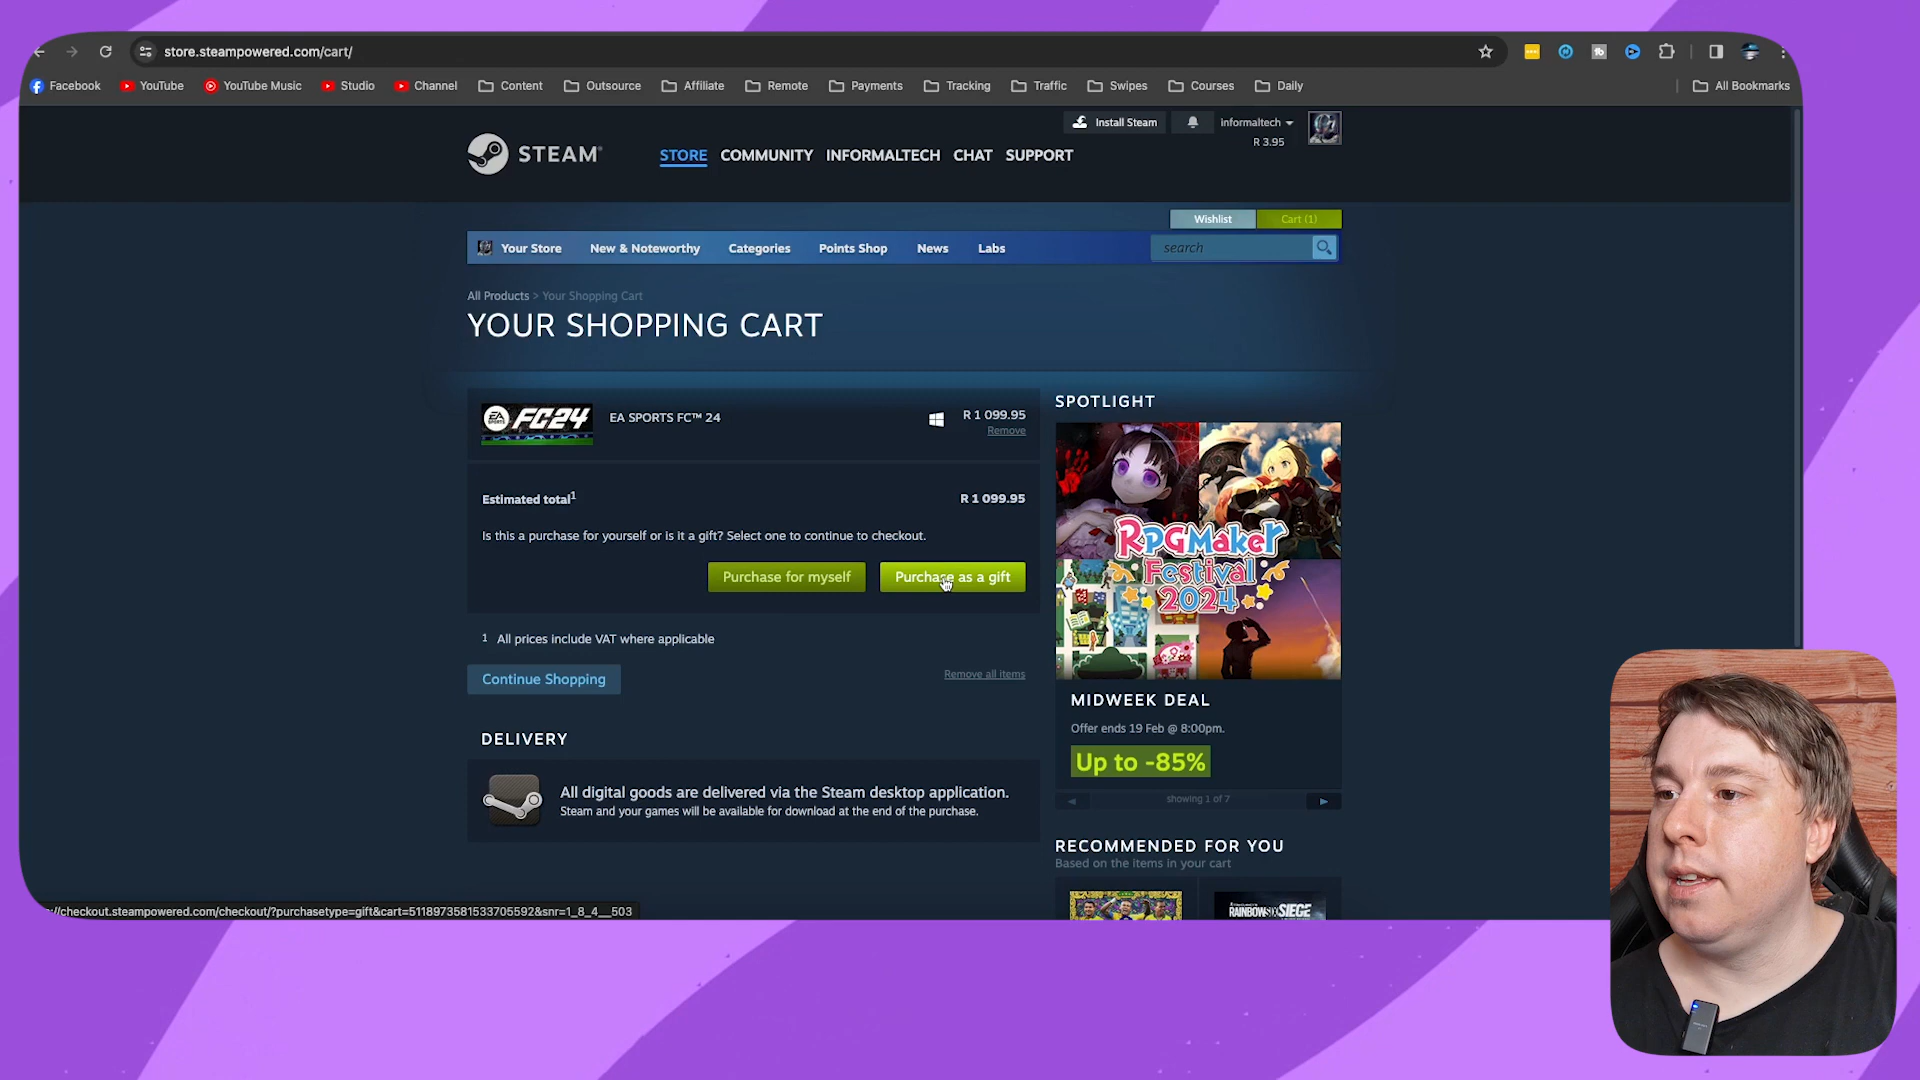 store.steampowered.com/cart/
Facebook
YouTube
YouTube Music
Studio
Channel
Content
Outsource
Affiliate
Remote
Payments
Tracking
Traffic
Swipes
Courses
Daily
All Bookmarks
Install Steam
informaltech
R 3.95
STEAM
STORE
COMMUNITY
INFORMALTECH
CHAT
SUPPORT
Wishlist
Cart (1)
Your Store
New & Noteworthy
Categories
Points Shop
News
Labs
search
All Products > Your Shopping Cart
YOUR SHOPPING CART
EA SPORTS FC24
EA SPORTS FC™ 24
R 1 099.95
Remove
Estimated total1
R 1 099.95
Is this a purchase for yourself or is it a gift? Select one to continue to checkout.
Purchase for myself
Purchase as a gift
1 All prices include VAT where applicable
Continue Shopping
Remove all items
DELIVERY
All digital goods are delivered via the Steam desktop application.
Steam and your games will be available for download at the end of the purchase.
SPOTLIGHT
RPGMaker
Festival
2024
MIDWEEK DEAL
Offer ends 19 Feb @ 8:00pm.
Up to -85%
showing 1 of 7
RECOMMENDED FOR YOU
Based on the items in your cart
RAINBOW SIX SIEGE
/checkout.steampowered.com/checkout/?purchasetype=gift&cart=5118973581533705592&snr=1_8_4__503